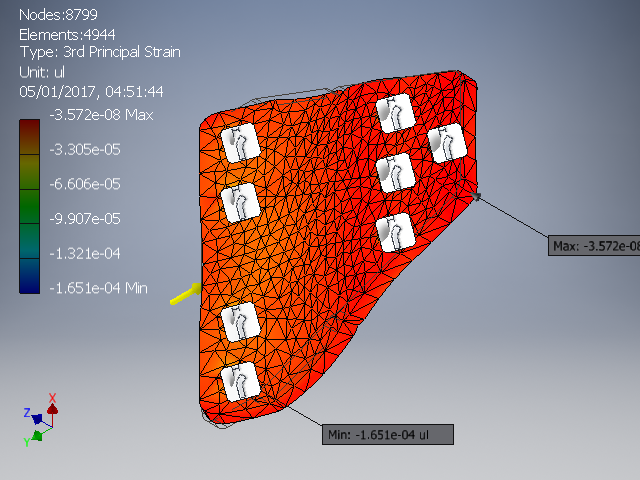 Nodes:8799
Elements:4944
Type: 3rd Principal Strain
Unit: ul
05/01/2017, 04:51:44
-3.572e-08 Max
-3.305e-05
-6.606e-05
-9.907e-05
-1.321e-04
-1.651e-04 Min
Max: -3.572e-08
Min: -1.651e-04 ul
X
Z
Y